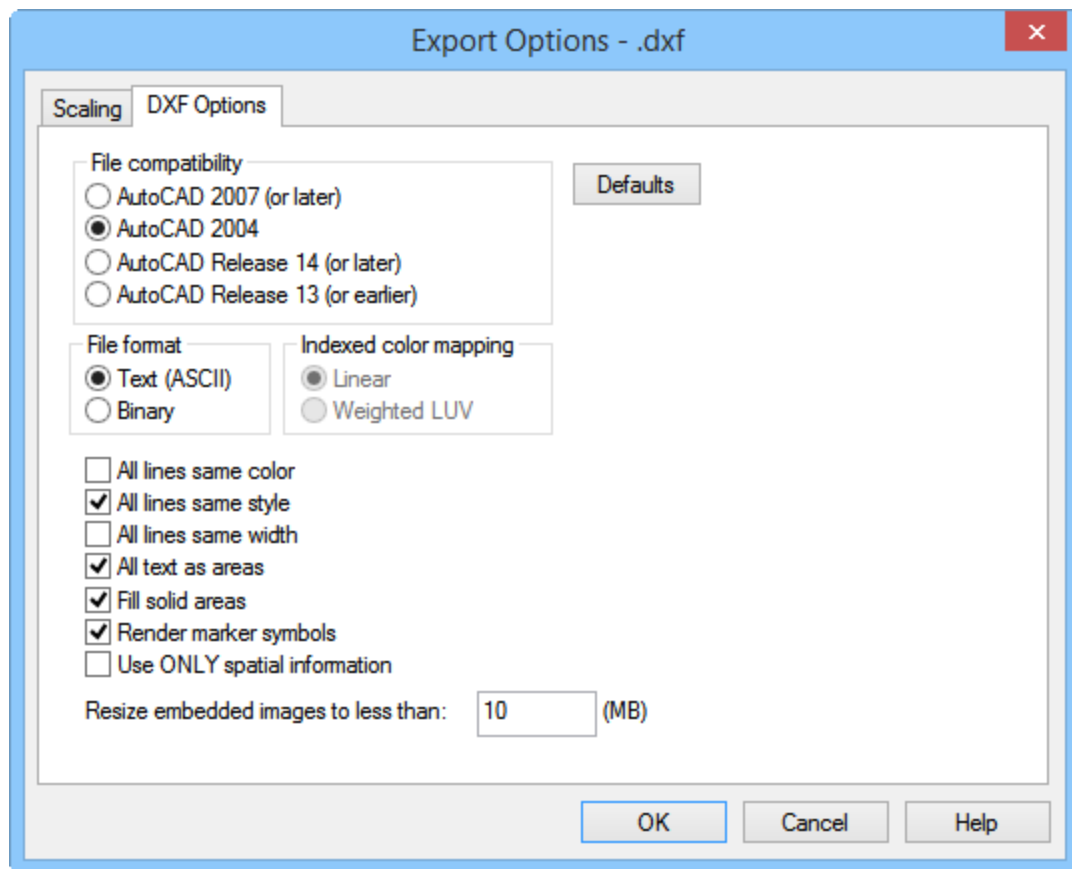 Export Options - .dxf
Scaling
DXF Options
File compatibility
Defaults
AutoCAD 2007 (or later)
AutoCAD 2004
AutoCAD Release 14 (or later)
AutoCAD Release 13 (or earlier)
File format
Indexed color mapping
Text (ASCII)
Linear
Binary
Weighted LUV
All lines same color
All lines same style
All lines same width
All text as areas
Fill solid areas
Render marker symbols
Use ONLY spatial information
Resize embedded images to less than: 10 (MB)
OK
Cancel
Help